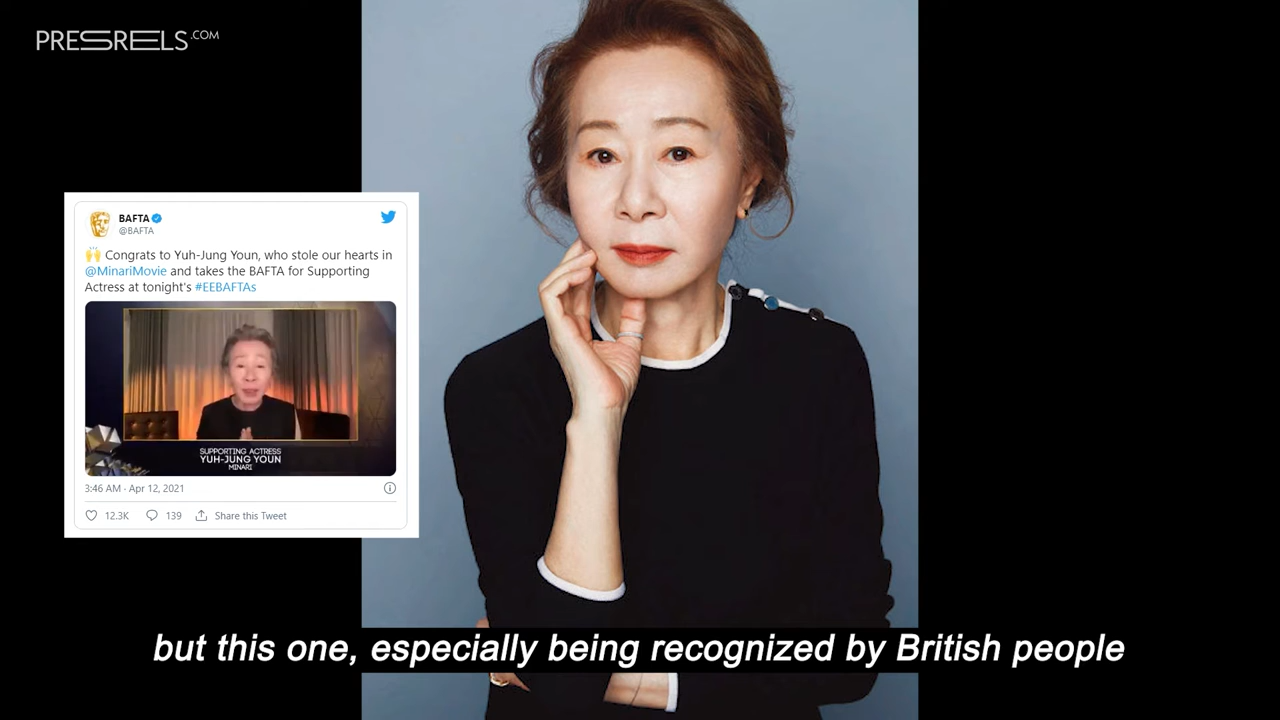 PRESRELS.COM
BAFTA
@BAFTA
🙌 Congrats to Yuh-Jung Youn, who stole our hearts in
@MinariMovie and takes the BAFTA for Supporting
Actress at tonight's #EEBAFTAs
SUPPORTING ACTRESS
YUH-JUNG YOUN
MINARI
3:46 AM · Apr 12, 2021
12.3K
139
Share this Tweet
but this one, especially being recognized by British people